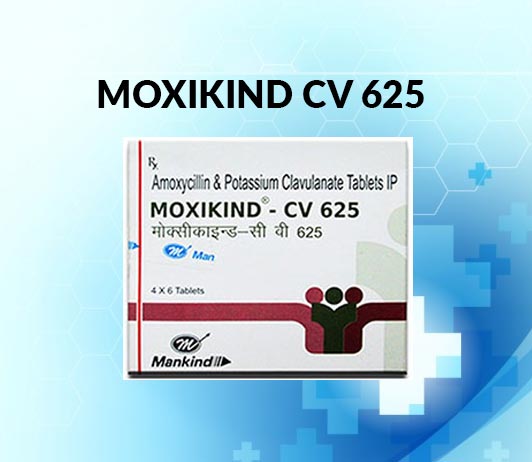 MOXIKIND CV 625
Rx
Amoxycillin & Potassium Clavulanate Tablets IP
MOXIKIND® - CV 625
मोक्सीकाइन्ड–सी वी 625
m Man
4 X 6 Tablets
m
Mankind